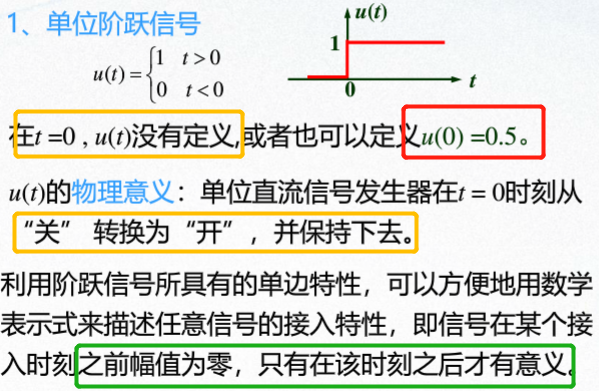 1、单位阶跃信号
u(t)
1
u(t)= { 1 t>0
0 t<0
0
t
在t=0 , u(t)没有定义,或者也可以定义u(0) =0.5。
u(t)的物理意义：单位直流信号发生器在t = 0时刻从
“关” 转换为“开”，并保持下去。
利用阶跃信号所具有的单边特性，可以方便地用数学
表示式来描述任意信号的接入特性，即信号在某个接
入时刻之前幅值为零，只有在该时刻之后才有意义。